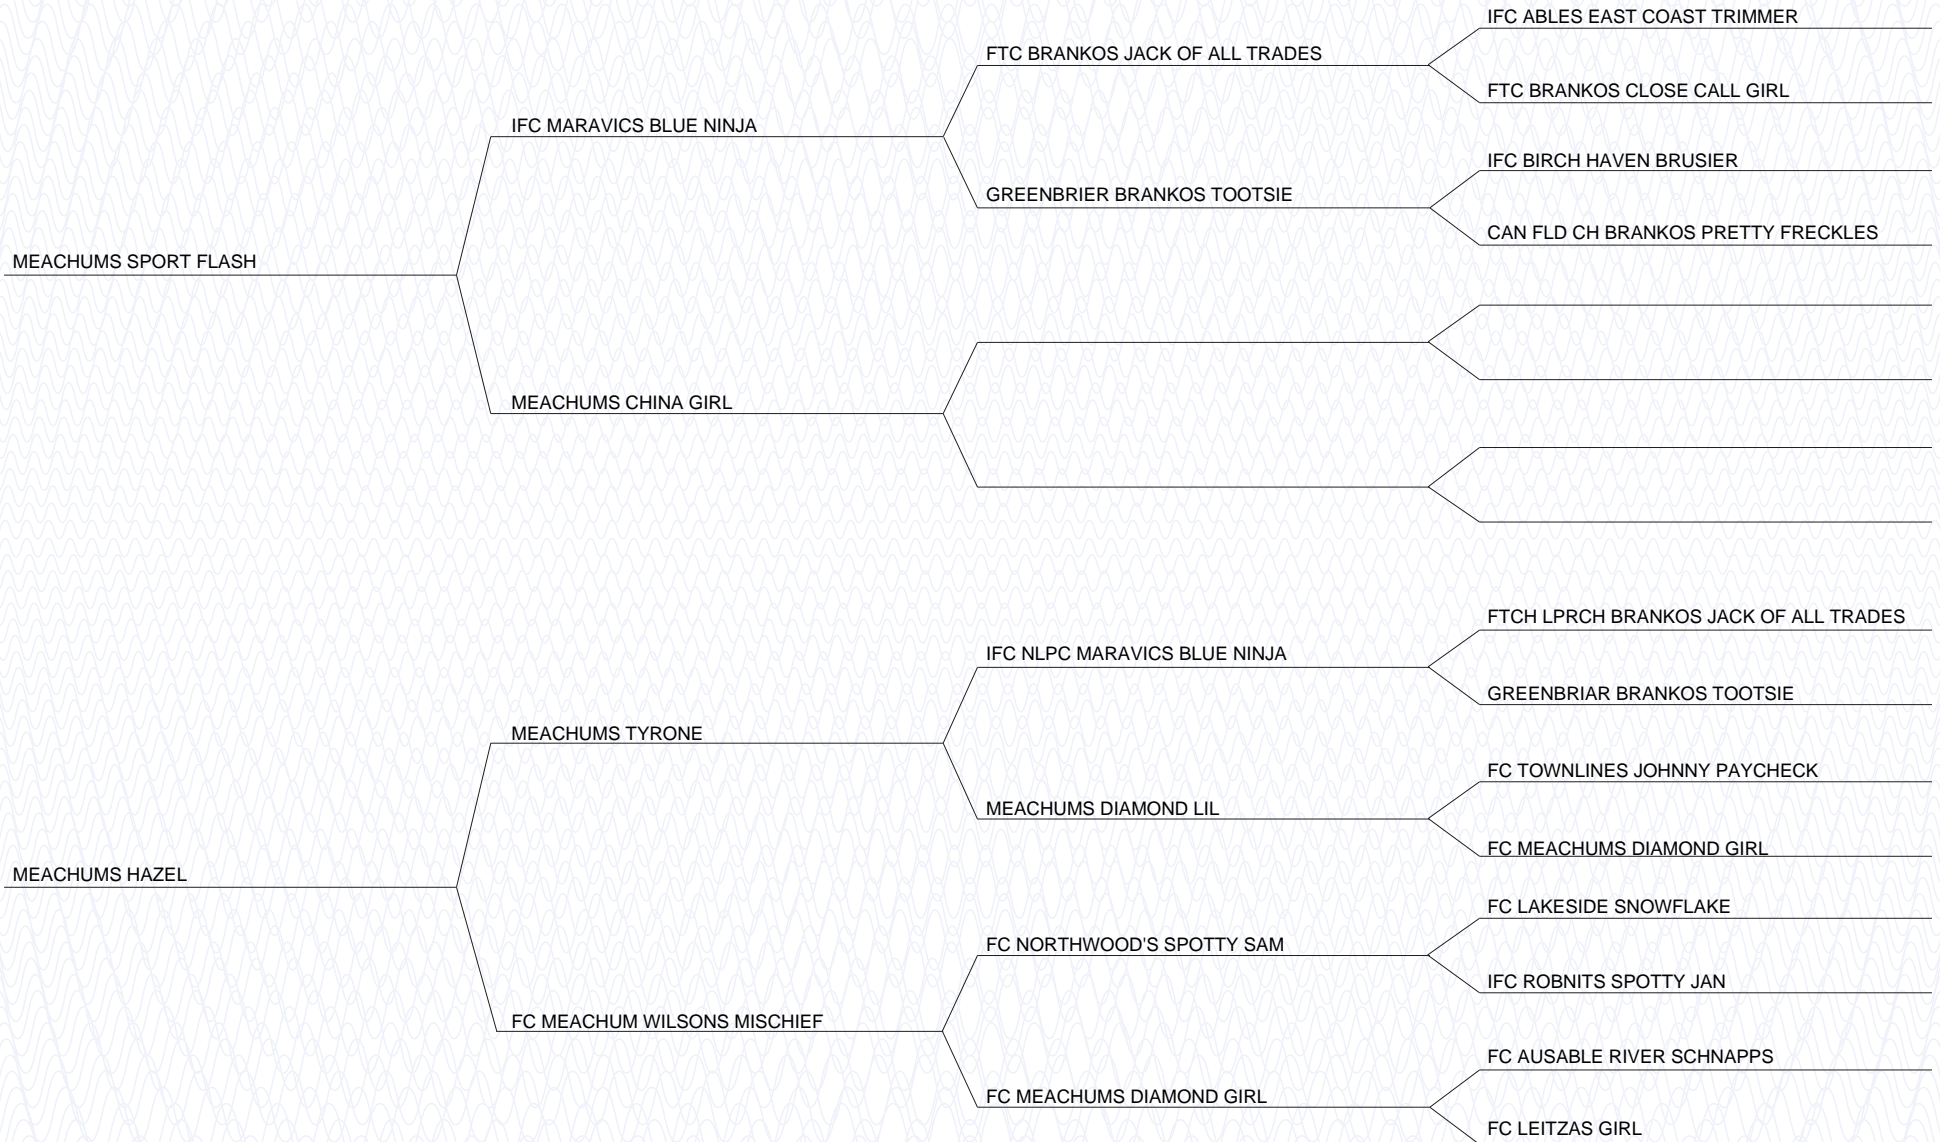 IFC ABLES EAST COAST TRIMMER
FTC BRANKOS JACK OF ALL TRADES
FTC BRANKOS CLOSE CALL GIRL
IFC MARAVICS BLUE NINJA
IFC BIRCH HAVEN BRUSIER
GREENBRIER BRANKOS TOOTSIE
CAN FLD CH BRANKOS PRETTY FRECKLES
MEACHUMS SPORT FLASH
MEACHUMS CHINA GIRL
FTCH LPRCH BRANKOS JACK OF ALL TRADES
IFC NLPC MARAVICS BLUE NINJA
GREENBRIAR BRANKOS TOOTSIE
MEACHUMS TYRONE
FC TOWNLINES JOHNNY PAYCHECK
MEACHUMS DIAMOND LIL
FC MEACHUMS DIAMOND GIRL
MEACHUMS HAZEL
FC LAKESIDE SNOWFLAKE
FC NORTHWOOD'S SPOTTY SAM
IFC ROBNITS SPOTTY JAN
FC MEACHUM WILSONS MISCHIEF
FC AUSABLE RIVER SCHNAPPS
FC MEACHUMS DIAMOND GIRL
FC LEITZAS GIRL